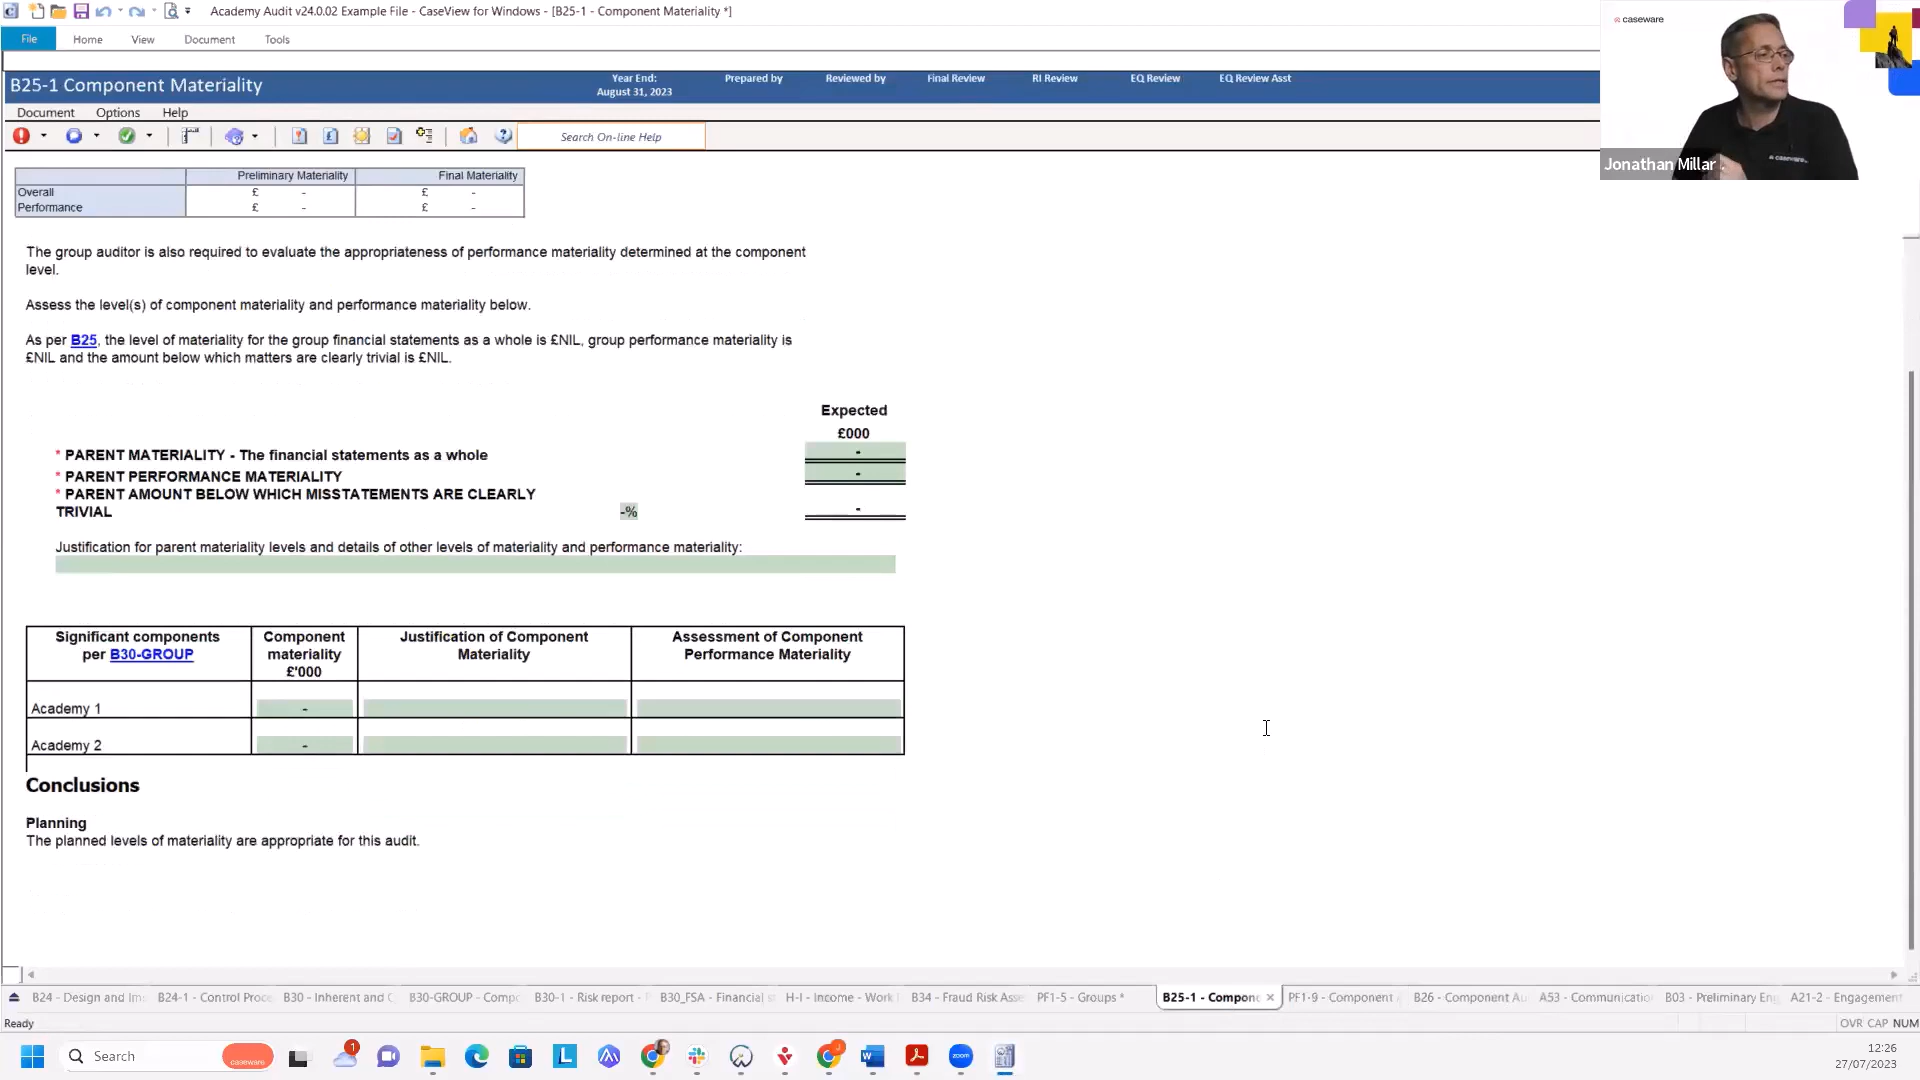 Academy Audit v24.0.02 Example File - CaseView for Windows - [B25-1 - Component Materiality *]
caseware
File Home View Document Tools
B25-1 Component Materiality
Year End:
August 31, 2023
Prepared by Reviewed by Final Review RI Review EQ Review EQ Review Asst
Document Options Help
Search On-line Help
Jonathan Millar
Preliminary Materiality Final Materiality
Overall £ - £ -
Performance £ - £ -
The group auditor is also required to evaluate the appropriateness of performance materiality determined at the component
level.
Assess the level(s) of component materiality and performance materiality below.
As per B25, the level of materiality for the group financial statements as a whole is £NIL, group performance materiality is
£NIL and the amount below which matters are clearly trivial is £NIL.
Expected
£000
* PARENT MATERIALITY - The financial statements as a whole -
* PARENT PERFORMANCE MATERIALITY -
* PARENT AMOUNT BELOW WHICH MISSTATEMENTS ARE CLEARLY
TRIVIAL -% -
Justification for parent materiality levels and details of other levels of materiality and performance materiality:
Significant components
per B30-GROUP
Component
materiality
£'000
Justification of Component
Materiality
Assessment of Component
Performance Materiality
Academy 1 -
Academy 2 -
Conclusions
Planning
The planned levels of materiality are appropriate for this audit.
B24 - Design and Im B24-1 - Control Proce B30 - Inherent and C B30-GROUP - Comp B30-1 - Risk report - B30_FSA - Financial s H-I - Income - Work B34 - Fraud Risk Asse PF1-5 - Groups * B25-1 - Compon PF1-9 - Component B26 - Component Au A53 - Communicatio B03 - Preliminary En A21-2 - Engagement
Ready
OVR CAP NUM
Search
caseware
1
zoom
12:26
27/07/2023